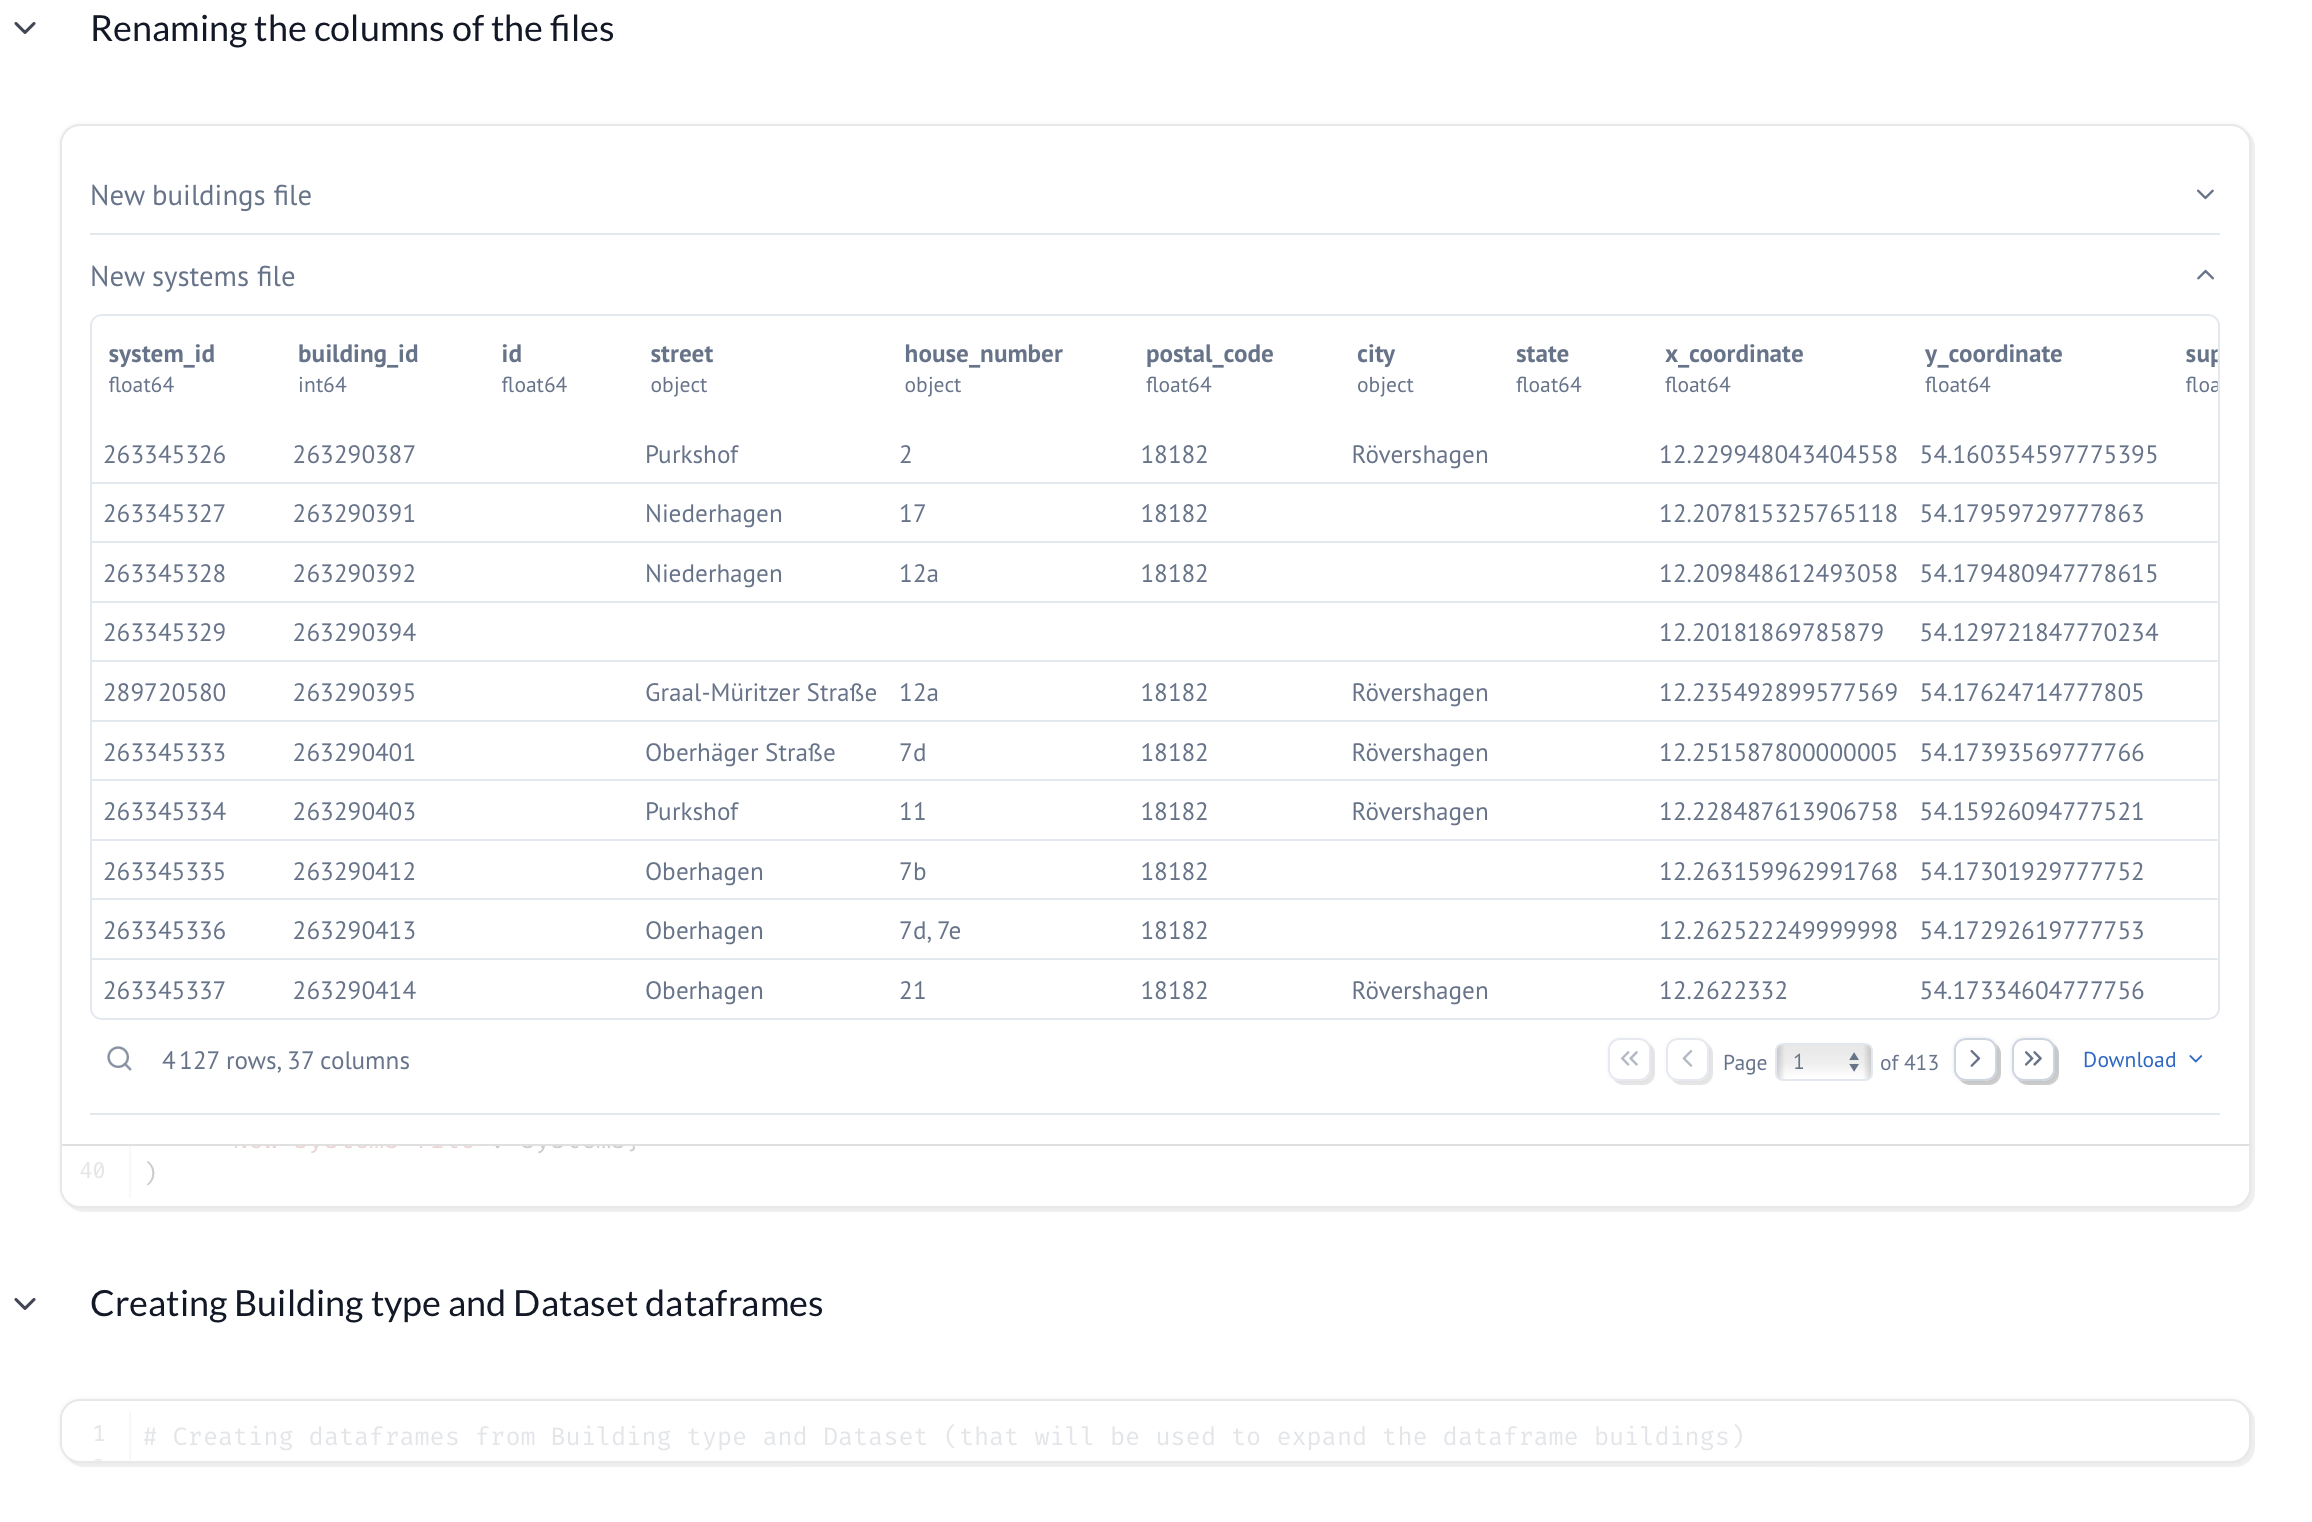 Renaming the columns of the files
New buildings file
New systems file
system_id building_id id street house_number postal_code city state x_coordinate y_coordinate sup
float64 int64 float64 object object float64 object float64 float64 float64 floa
263345326 263290387 Purkshof 2 18182 Rövershagen 12.229948043404558 54.160354597775395
263345327 263290391 Niederhagen 17 18182 12.207815325765118 54.17959729777863
263345328 263290392 Niederhagen 12a 18182 12.209848612493058 54.179480947778615
263345329 263290394 12.20181869785879 54.129721847770234
289720580 263290395 Graal-Müritzer Straße 12a 18182 Rövershagen 12.235492899577569 54.17624714777805
263345333 263290401 Oberhäger Straße 7d 18182 Rövershagen 12.251587800000005 54.17393569777766
263345334 263290403 Purkshof 11 18182 Rövershagen 12.228487613906758 54.15926094777521
263345335 263290412 Oberhagen 7b 18182 12.263159962991768 54.17301929777752
263345336 263290413 Oberhagen 7d, 7e 18182 12.262522249999998 54.17292619777753
263345337 263290414 Oberhagen 21 18182 Rövershagen 12.2622332 54.17334604777756
4 127 rows, 37 columns Page 1 of 413 Download
40 )
Creating Building type and Dataset dataframes
1 # Creating dataframes from Building type and Dataset (that will be used to expand the dataframe buildings)